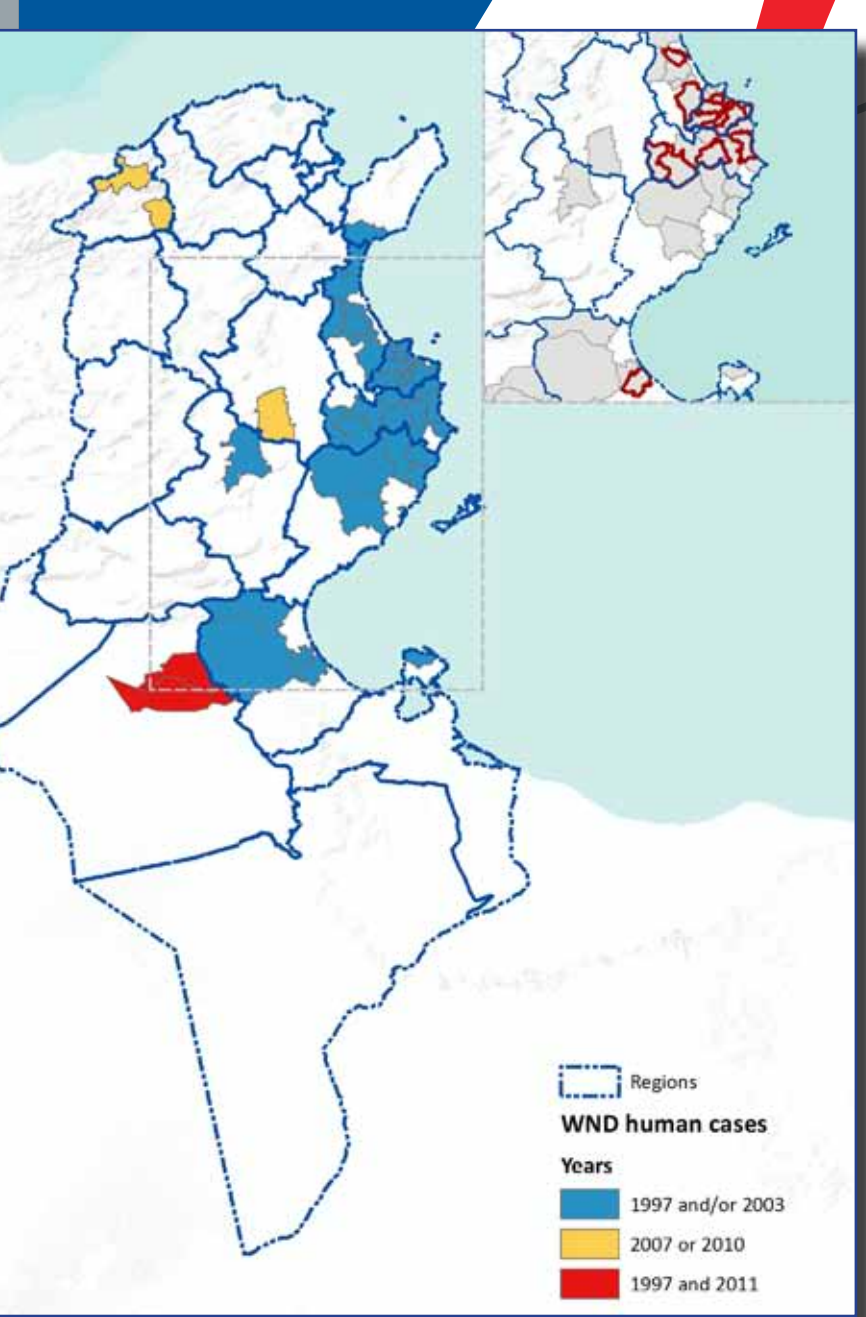 Regions
WND human cases
Years
1997 and/or 2003
2007 or 2010
1997 and 2011